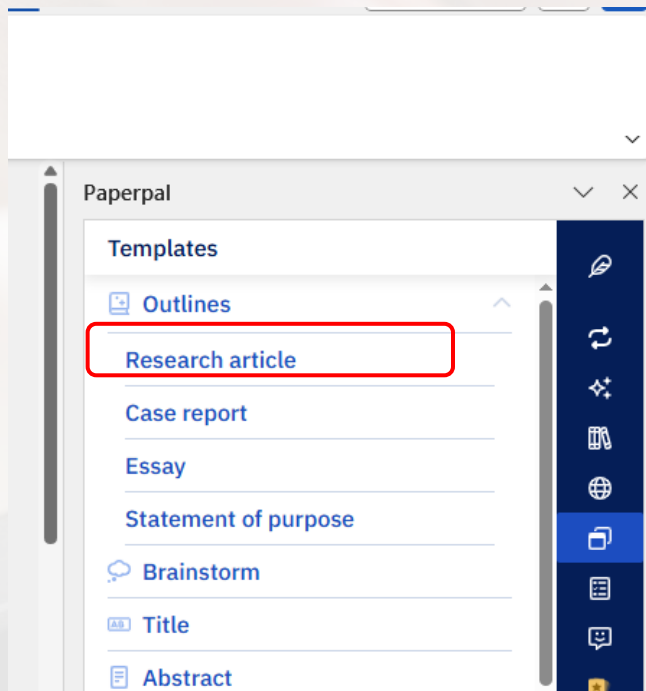 Paperpal
Templates
Outlines
Research article
Case report
Essay
Statement of purpose
Brainstorm
Title
Abstract